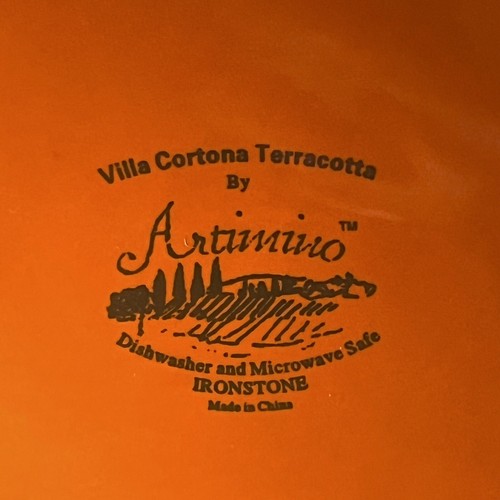 Villa Cortona Terracotta
By
Artimino™
Dishwasher and Microwave Safe
IRONSTONE
Made in China